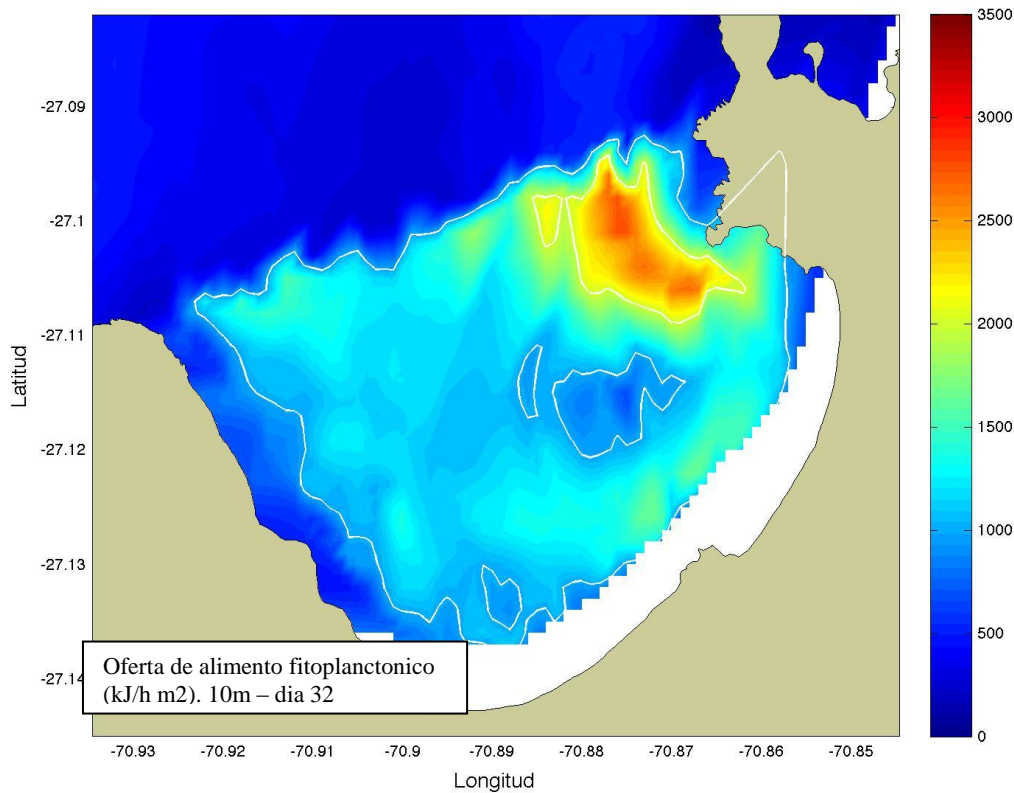 3500
3000
2500
2000
1500
1000
500
0
-27.09
-27.1
-27.11
-27.12
-27.13
-27.14
Latitud
Oferta de alimento fitoplanctonico
(kJ/h m2). 10m – dia 32
-70.93 -70.92 -70.91 -70.9 -70.89 -70.88 -70.87 -70.86 -70.85
Longitud